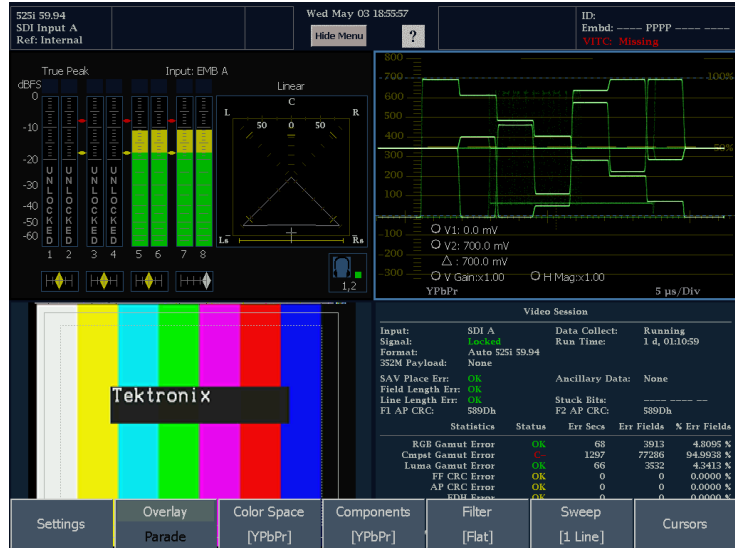 525i 59.94
SDI Input A
Ref: Internal
Wed May 03 18:55:57
Hide Menu
?
ID:
Embd: ---- PPPP ---- ----
VITC: Missing
True Peak
Input: EMB A
dBFS
0
-10
-20
-30
-40
-50
-60
UNLOCKED
UNLOCKED
UNLOCKED
UNLOCKED
1 2 3 4 5 6 7 8
Linear
C
L
R
50 0 50
Ls
Rs
1,2
800
700
600
500
400
300
200
100
0
-100
-200
-300
100%
50%
V1: 0.0 mV
V2: 700.0 mV
Δ : 700.0 mV
V Gain:x1.00
H Mag:x1.00
YPbPr
5 µs/Div
Tektronix
Video Session
Input: SDI A Data Collect: Running
Signal: Locked Run Time: 1 d, 01:10:59
Format: Auto 525i 59.94
352M Payload: None
SAV Place Err: OK Ancillary Data: None
Field Length Err: OK
Line Length Err: OK Stuck Bits: ---- ---- --
F1 AP CRC: 589Dh F2 AP CRC: 589Dh
Statistics Status Err Secs Err Fields % Err Fields
RGB Gamut Error OK 68 3913 4.8095 %
Cmpst Gamut Error C- 1297 77286 94.9938 %
Luma Gamut Error OK 66 3532 4.3413 %
FF CRC Error OK 0 0 0.0000 %
AP CRC Error OK 0 0 0.0000 %
EDH Error OK 0 0 0.0000 %
Settings
Overlay
Parade
Color Space
[YPbPr]
Components
[YPbPr]
Filter
[Flat]
Sweep
[1 Line]
Cursors